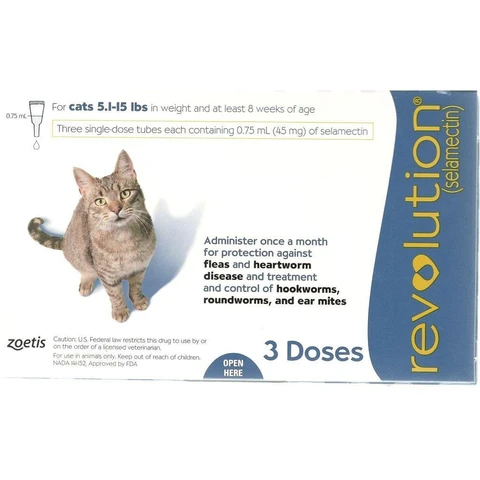 0.75 mL
For cats 5.1-15 lbs in weight and at least 8 weeks of age
Three single-dose tubes each containing 0.75 mL (45 mg) of selamectin
Administer once a month
for protection against
fleas and heartworm
disease and treatment
and control of hookworms,
roundworms, and ear mites
zoetis
Caution: U.S. Federal law restricts this drug to use by or
on the order of a licensed veterinarian.
For use in animals only. Keep out of reach of children.
NADA 141-152, Approved by FDA
OPEN
HERE
3 Doses
revolution®
(selamectin)